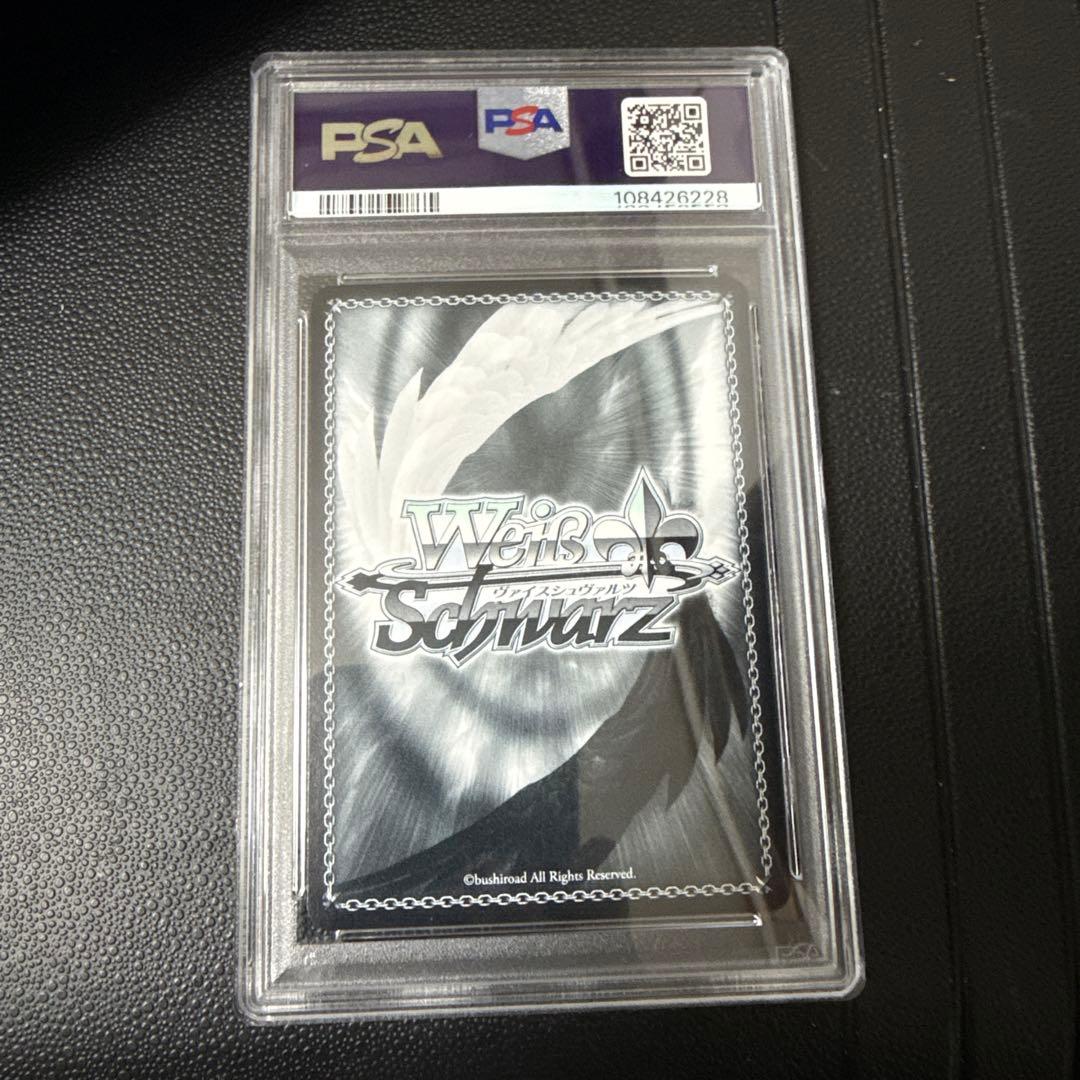 PSA
PSA
108426228
Weiß
ヴァイスシュヴァルツ
Schwarz
©bushiroad All Rights Reserved.
PSA